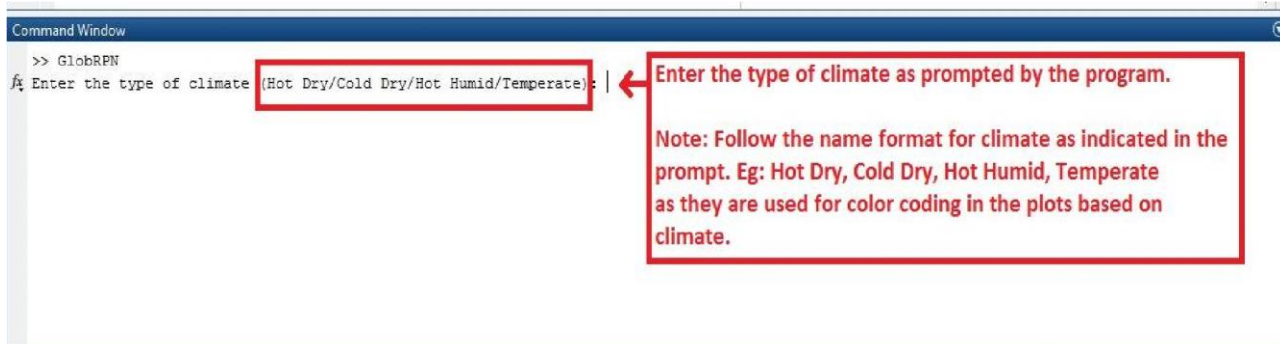 Command Window
>> GlobRPN
fx Enter the type of climate (Hot Dry/Cold Dry/Hot Humid/Temperate): |
Enter the type of climate as prompted by the program.
Note: Follow the name format for climate as indicated in the
prompt. Eg: Hot Dry, Cold Dry, Hot Humid, Temperate
as they are used for color coding in the plots based on
climate.